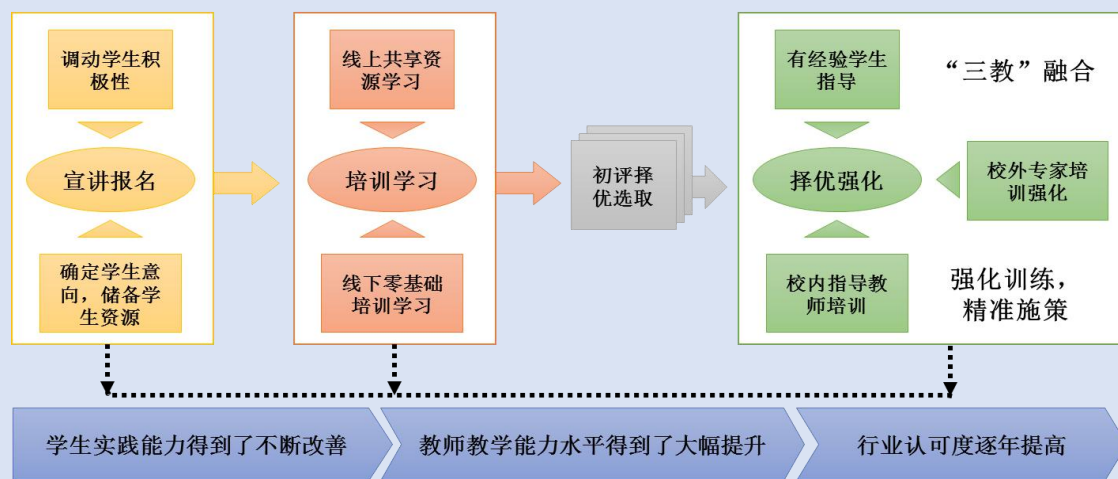 调动学生积
极性
宣讲报名
确定学生意
向，储备学
生资源
线上共享资
源学习
培训学习
线下零基础
培训学习
初评择
优选取
有经验学生
指导
“三教”融合
择优强化
校外专家培
训强化
校内指导教
师培训
强化训练，
精准施策
学生实践能力得到了不断改善
教师教学能力水平得到了大幅提升
行业认可度逐年提高